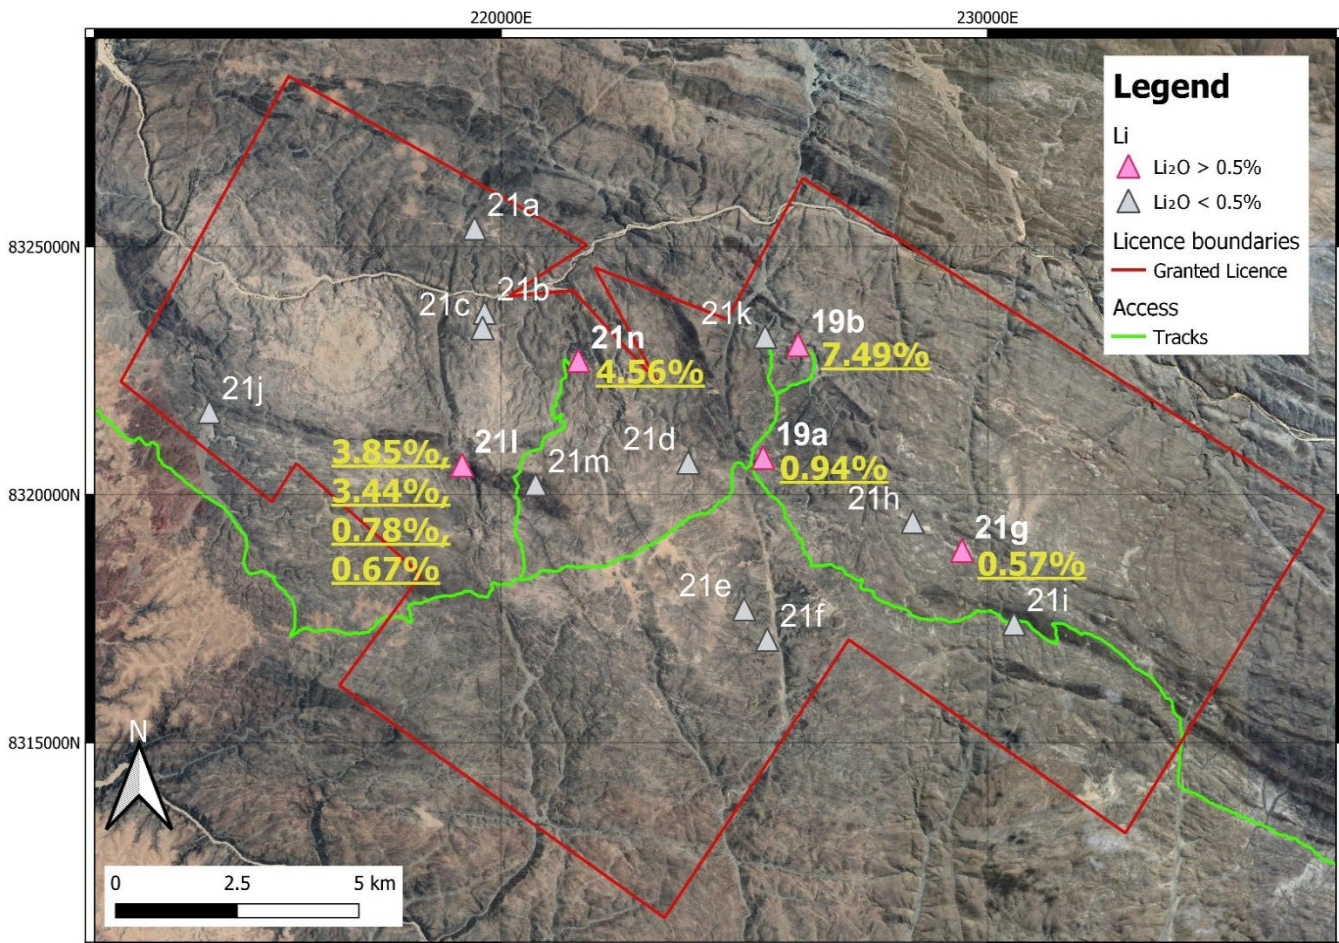 220000E
230000E
Legend
Li
Li₂O > 0.5%
Li₂O < 0.5%
Licence boundaries
Granted Licence
Access
Tracks
21a
8325000N
21b
21c
21k
19b
7.49%
21n
4.56%
21j
21l
3.85%,
3.44%,
0.78%,
0.67%
21m
21d
19a
0.94%
8320000N
21h
21g
0.57%
21e
21f
21i
8315000N
N
0 2.5 5 km